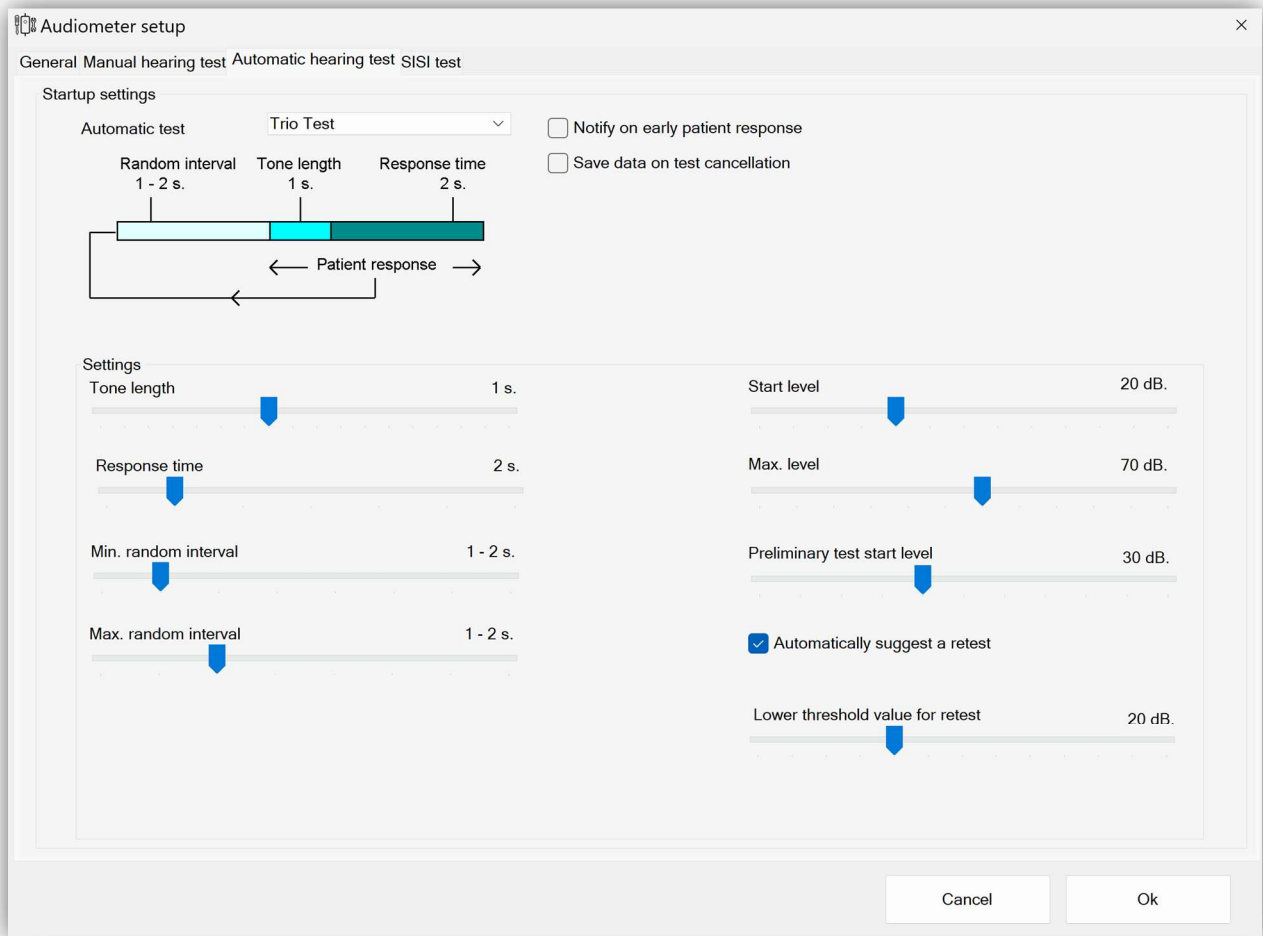 Audiometer setup
General Manual hearing test Automatic hearing test SISI test
Startup settings
Automatic test Trio Test
Notify on early patient response
Save data on test cancellation
Random interval Tone length Response time
1 - 2 s. 1 s. 2 s.
Patient response
Settings
Tone length 1 s.
Response time 2 s.
Min. random interval 1 - 2 s.
Max. random interval 1 - 2 s.
Start level 20 dB.
Max. level 70 dB.
Preliminary test start level 30 dB.
Automatically suggest a retest
Lower threshold value for retest 20 dB.
Cancel Ok